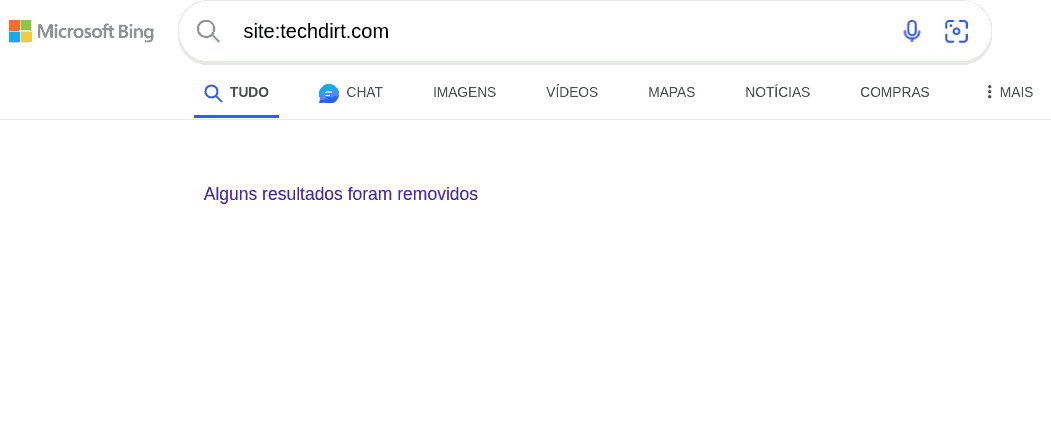 Microsoft Bing
site:techdirt.com
TUDO CHAT IMAGENS VÍDEOS MAPAS NOTÍCIAS COMPRAS MAIS
Alguns resultados foram removidos